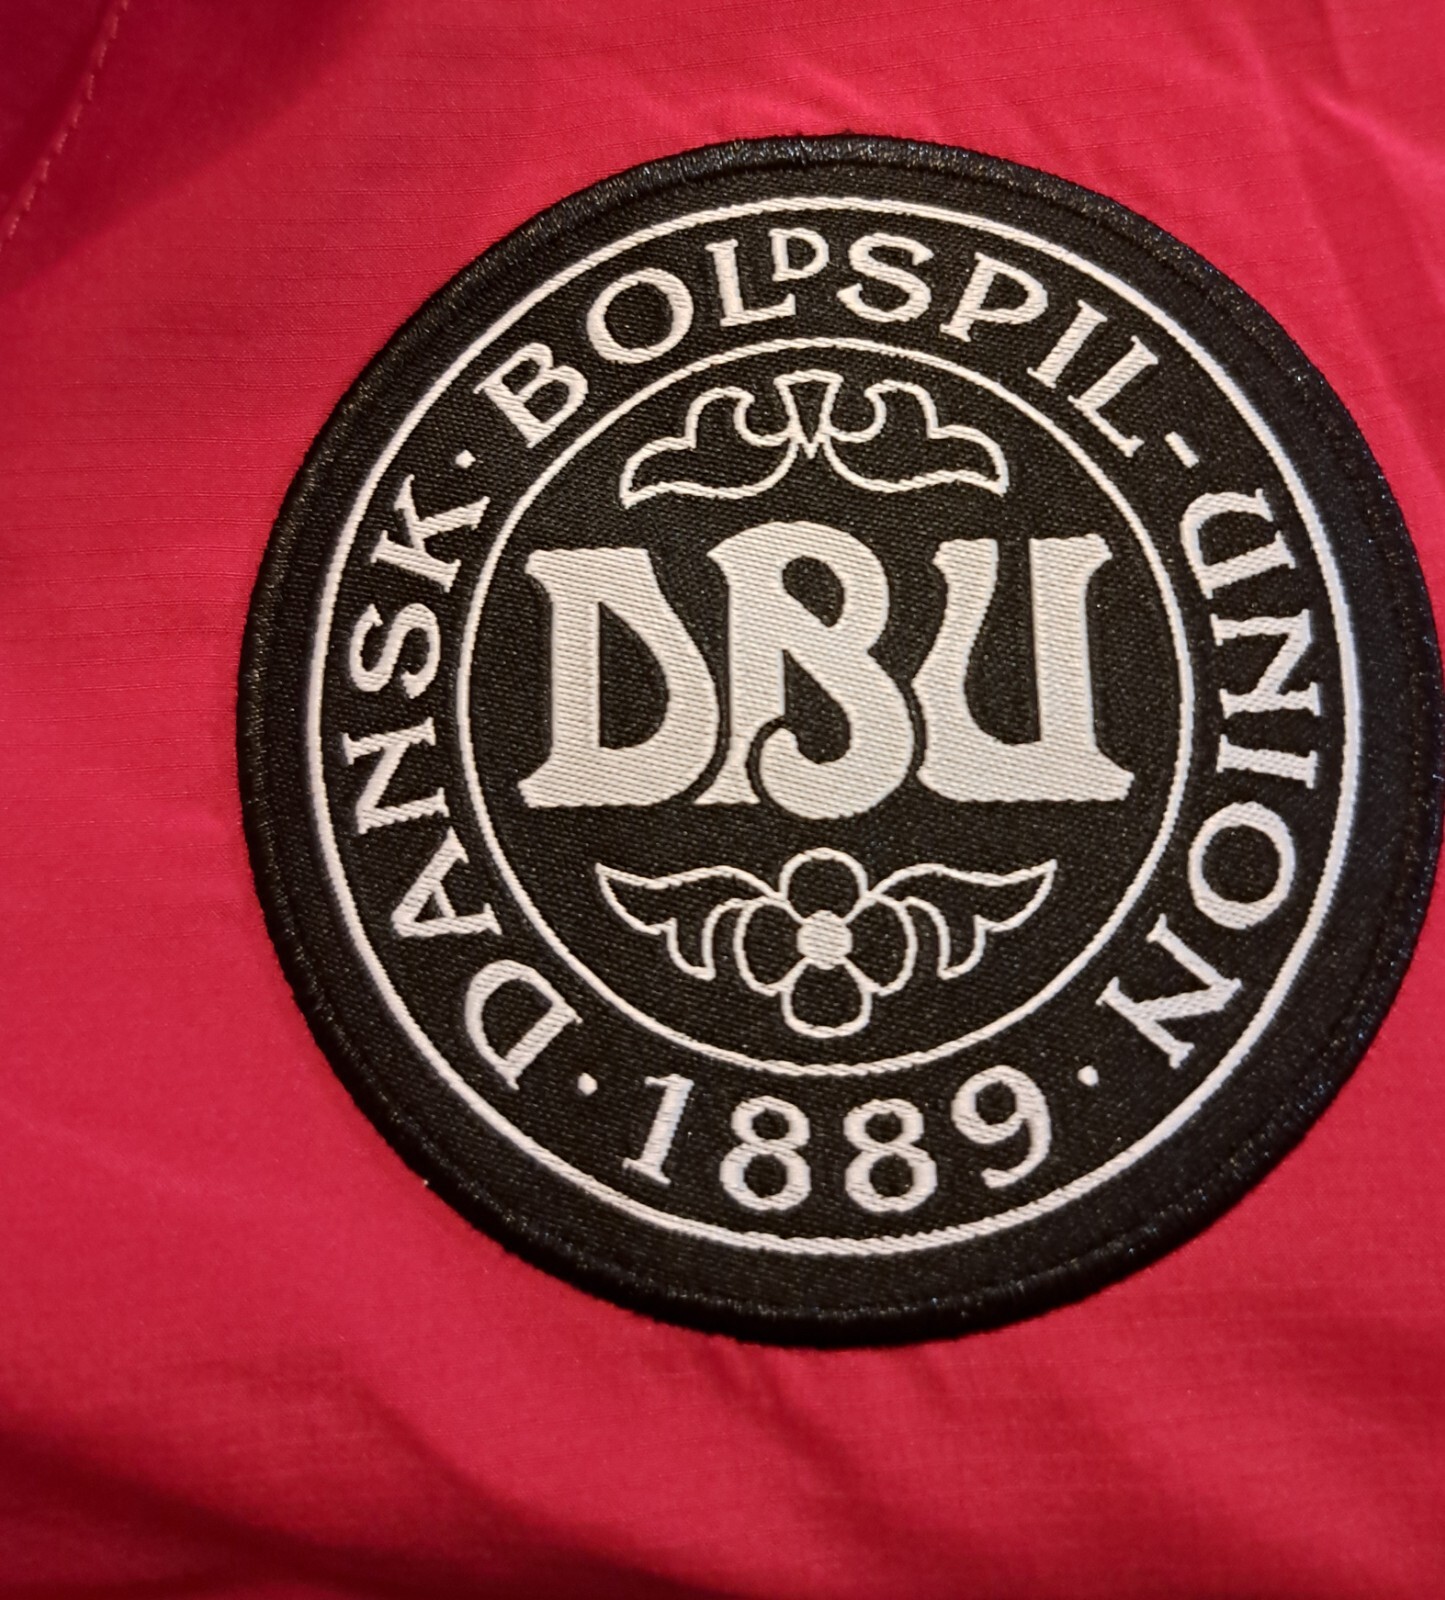 DANSK · BOLDSPIL-UNION
DBU
· 1889 ·